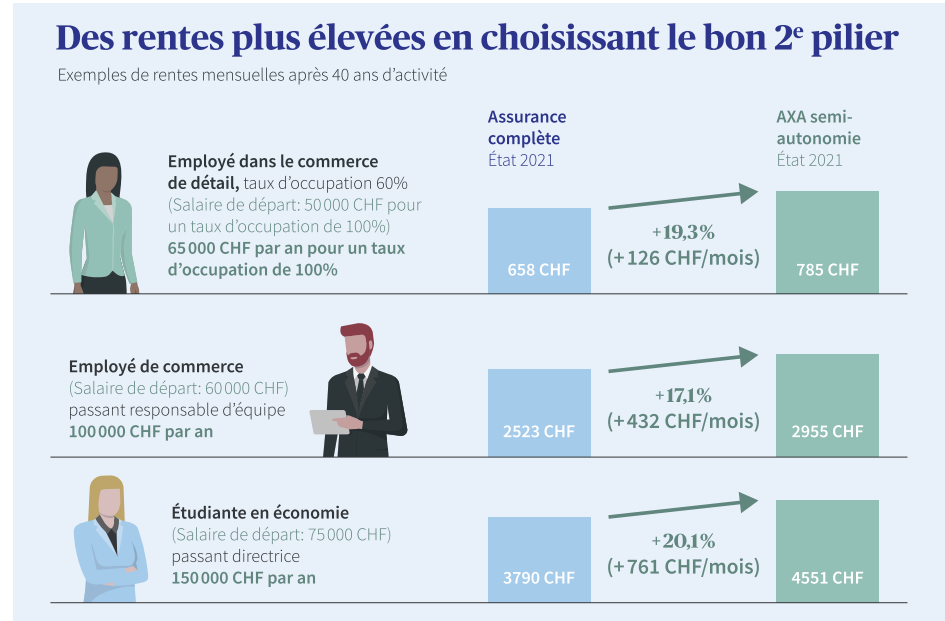 Des rentes plus élevées en choisissant le bon 2e pilier
Exemples de rentes mensuelles après 40 ans d’activité
Assurance
complète
État 2021
AXA semi-
autonomie
État 2021
Employé dans le commerce
de détail, taux d’occupation 60%
(Salaire de départ: 50 000 CHF pour
un taux d’occupation de 100%)
65 000 CHF par an pour un taux
d’occupation de 100%
658 CHF
+19,3%
(+126 CHF/mois)
785 CHF
Employé de commerce
(Salaire de départ: 60 000 CHF)
passant responsable d’équipe
100 000 CHF par an
2523 CHF
+17,1%
(+432 CHF/mois)
2955 CHF
Étudiante en économie
(Salaire de départ: 75 000 CHF)
passant directrice
150 000 CHF par an
3790 CHF
+20,1%
(+761 CHF/mois)
4551 CHF